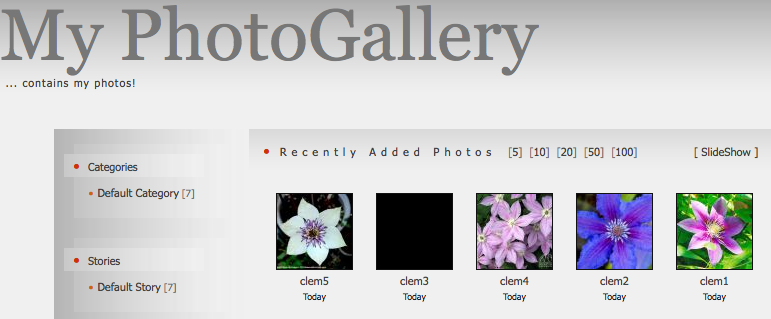 My PhotoGallery
... contains my photos!
Categories
Default Category [7]
Stories
Default Story [7]
Recently Added Photos [5] [10] [20] [50] [100] [ SlideShow ]
clem5 clem3 clem4 clem2 clem1
Today Today Today Today Today